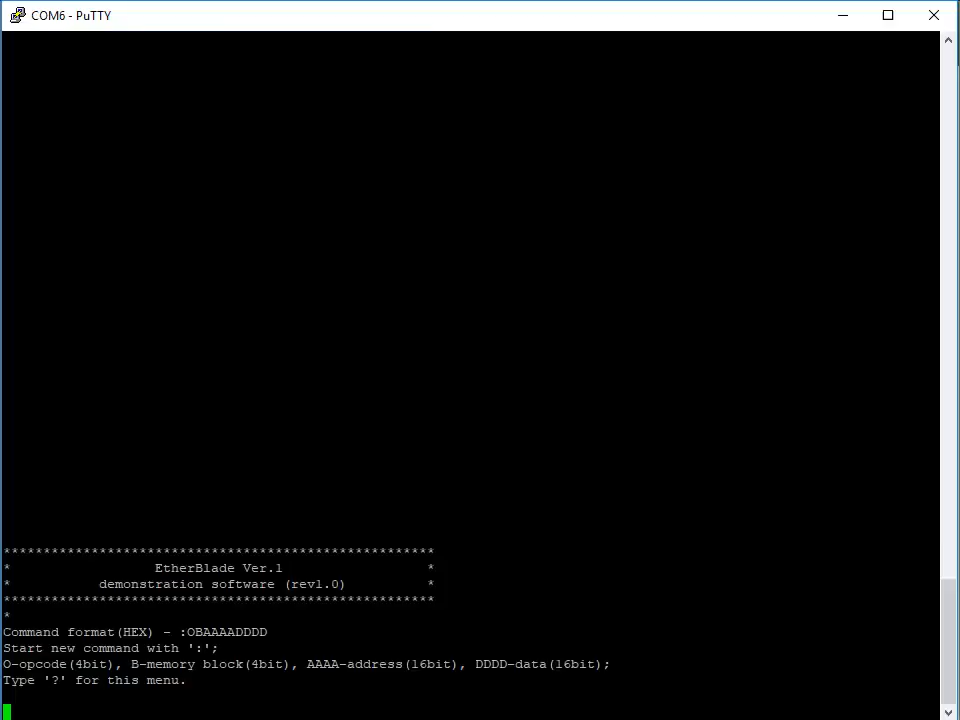 COM6 - PuTTY
******************************************************
* EtherBlade Ver.1 *
* demonstration software (rev1.0) *
******************************************************
*
Command format(HEX) - :OBAAAADDDD
Start new command with ':';
O-opcode(4bit), B-memory block(4bit), AAAA-address(16bit), DDDD-data(16bit);
Type '?' for this menu.